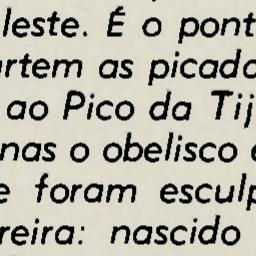 leste. É o pont
artem as picada
ao Pico da Tij
nas o obelisco
e foram esculp
reira: nascido